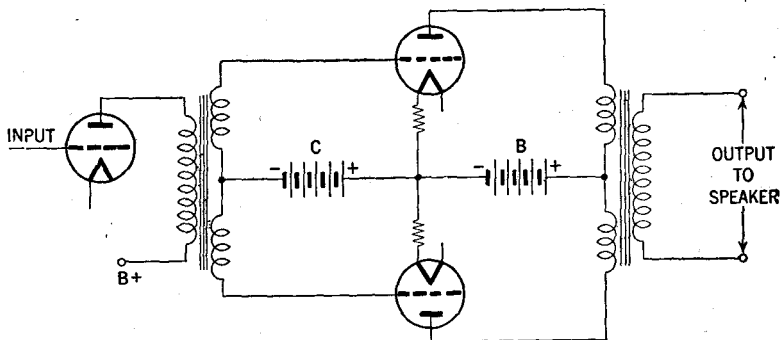 INPUT
B+
- C +
- B +
OUTPUT
TO
SPEAKER